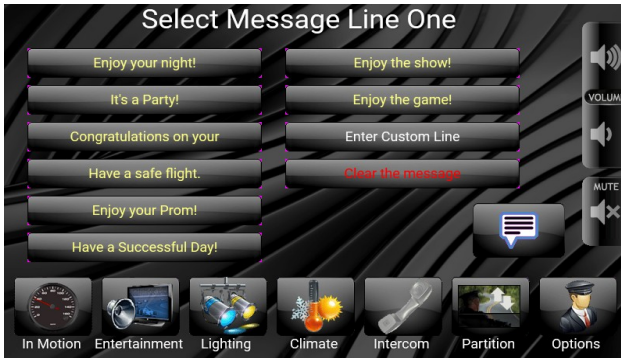 Select Message Line One
Enjoy your night!
Enjoy the show!
It's a Party!
Enjoy the game!
Congratulations on your
Enter Custom Line
Have a safe flight.
Clear the message
Enjoy your Prom!
Have a Successful Day!
VOLUM
MUTE
In Motion
Entertainment
Lighting
Climate
Intercom
Partition
Options